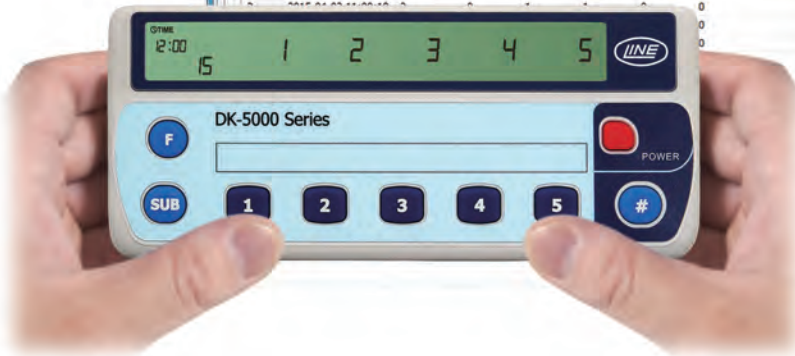 TIME
12:00
15 1 2 3 4 5
LINE
DK-5000 Series
F
POWER
SUB 1 2 3 4 5 #